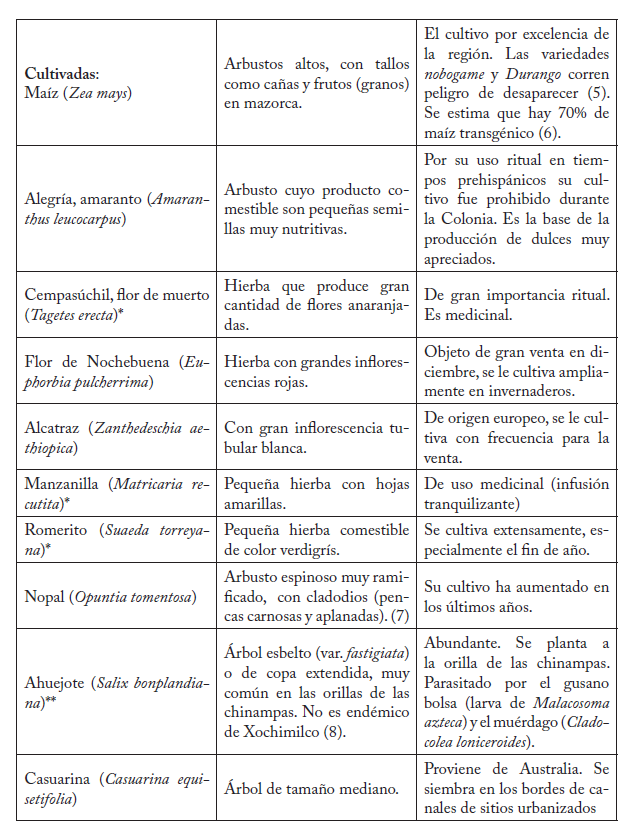 Cultivadas:
Maíz (Zea mays)
Arbustos altos, con tallos
como cañas y frutos (granos)
en mazorca.
El cultivo por excelencia de
la región. Las variedades
nobogame y Durango corren
peligro de desaparecer (5).
Se estima que hay 70% de
maíz transgénico (6).
Alegría, amaranto (Amaran-
thus leucocarpus)
Arbusto cuyo producto co-
mestible son pequeñas semi-
llas muy nutritivas.
Por su uso ritual en tiem-
pos prehispánicos su cul-
tivo fue prohibido durante
la Colonia. Es la base de la
producción de dulces muy
apreciados.
Cempasúchil, flor de muerto
(Tagetes erecta)*
Hierba que produce gran
cantidad de flores anaranja-
das.
De gran importancia ritual.
Es medicinal.
Flor de Nochebuena (Eu-
phorbia pulcherrima)
Hierba con grandes inflores-
cencias rojas.
Objeto de gran venta en di-
ciembre, se le cultiva amplia-
mente en invernaderos.
Alcatraz (Zanthedeschia ae-
thiopica)
Con gran inflorescencia tu-
bular blanca.
De origen europeo, se le cul-
tiva con frecuencia para la
venta.
Manzanilla (Matricaria re-
cutita)*
Pequeña hierba con hojas
amarillas.
De uso medicinal (infusión
tranquilizante)
Romerito (Suaeda torreya-
na)*
Pequeña hierba comestible
de color verdigrís.
Se cultiva extensamente, es-
pecialmente el fin de año.
Nopal (Opuntia tomentosa)
Arbusto espinoso muy rami-
ficado, con cladodios (pen-
cas carnosas y aplanadas). (7)
Su cultivo ha aumentado en
los últimos años.
Ahuejote (Salix bonplandia-
na)**
Árbol esbelto (var. fastigiata)
o de copa extendida, muy
común en las orillas de las
chinampas. No es endémico
de Xochimilco (8).
Abundante. Se planta a
la orilla de las chinampas.
Parasitado por el gusano
bolsa (larva de Malacosoma
azteca) y el muérdago (Clado-
colea loniceroides).
Casuarina (Casuarina equi-
setifolia)
Árbol de tamaño mediano.
Proviene de Australia. Se
siembra en los bordes de ca-
nales de sitios urbanizados